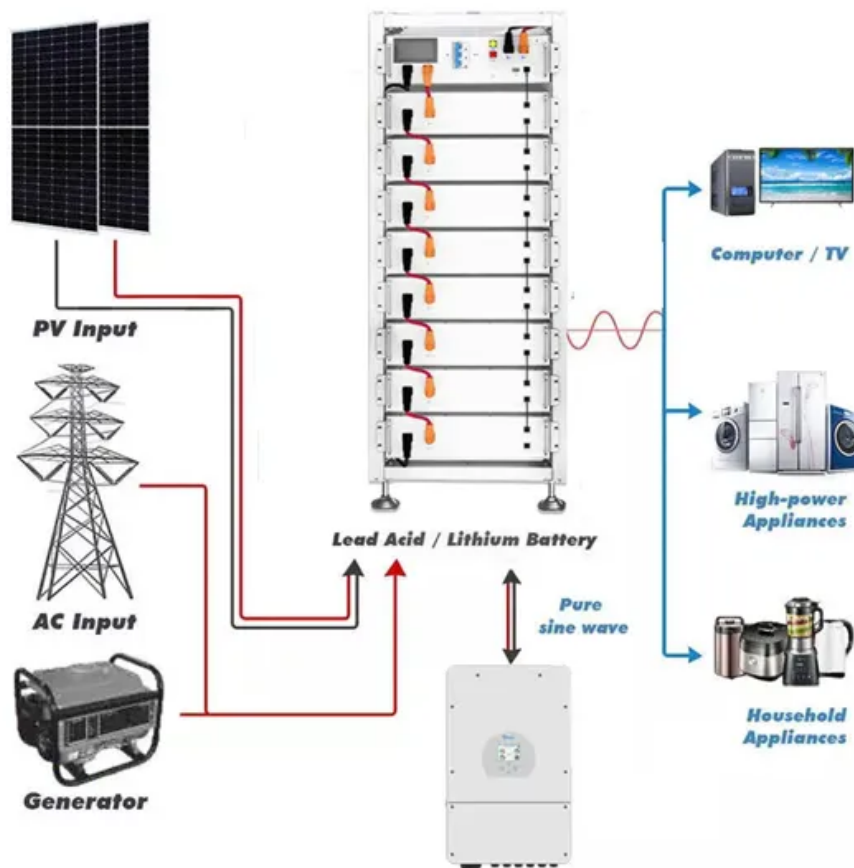 Computer / TV
PV Input
High-power
Appliances
Lead Acid / Lithium Battery
Pure
sine wave
AC Input
Household
Appliances
Generator